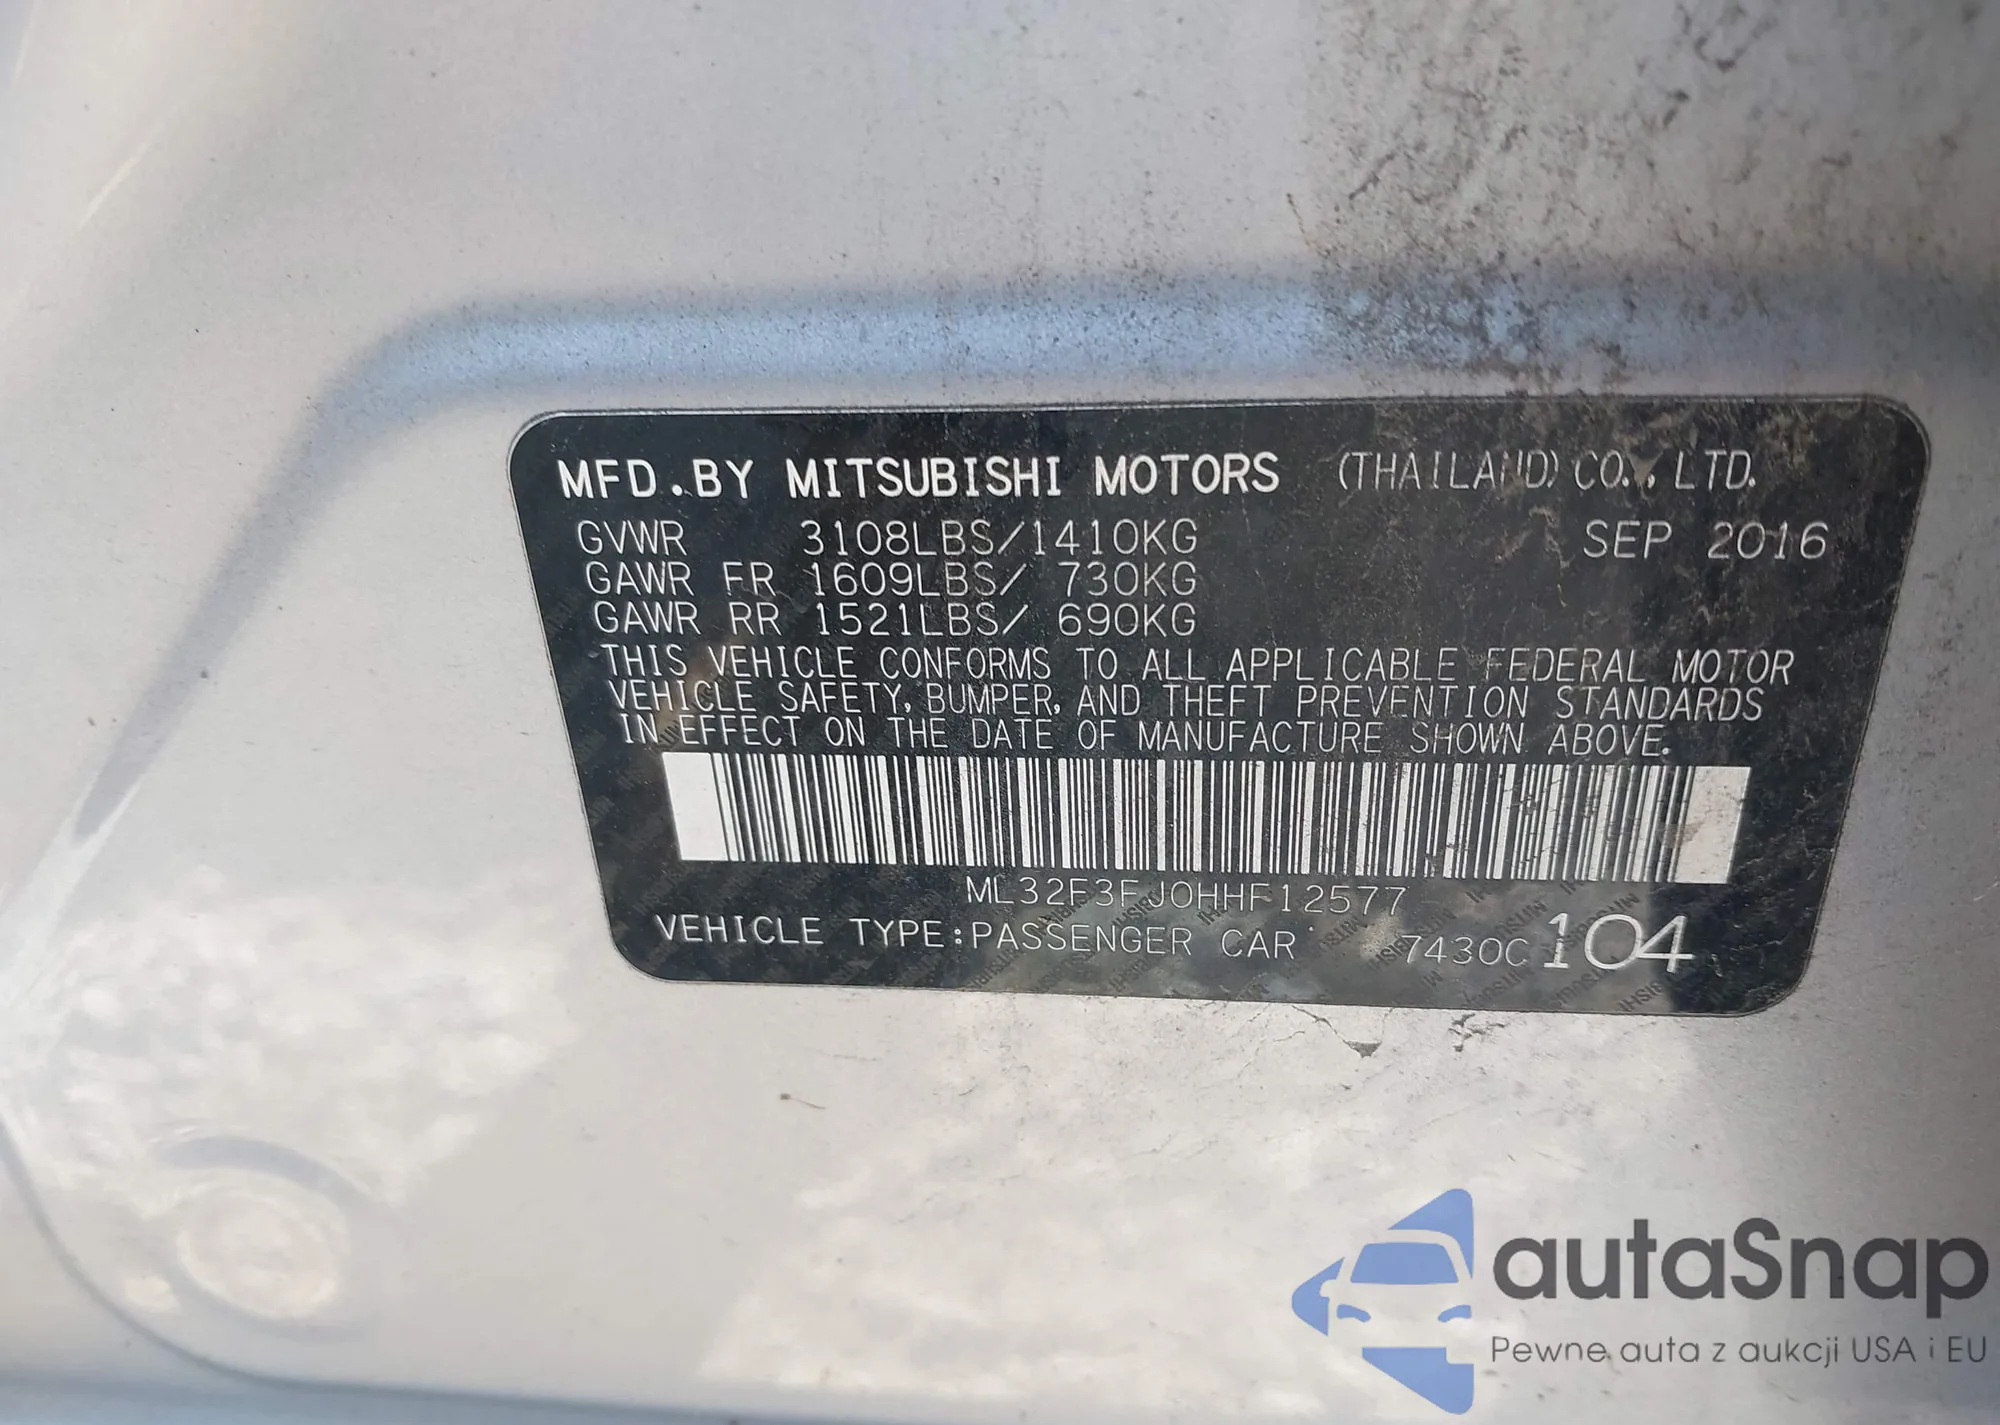 MFD.BY MITSUBISHI MOTORS (THAILAND) CO., LTD.
GVWR 3108LBS/1410KG SEP 2016
GAWR FR 1609LBS/ 730KG
GAWR RR 1521LBS/ 690KG
THIS VEHICLE CONFORMS TO ALL APPLICABLE FEDERAL MOTOR
VEHICLE SAFETY, BUMPER, AND THEFT PREVENTION STANDARDS
IN EFFECT ON THE DATE OF MANUFACTURE SHOWN ABOVE.
ML32F3FJ0HHF12577
VEHICLE TYPE:PASSENGER CAR 7430C 104
autaSnap
Pewne auta z aukcji USA i EU